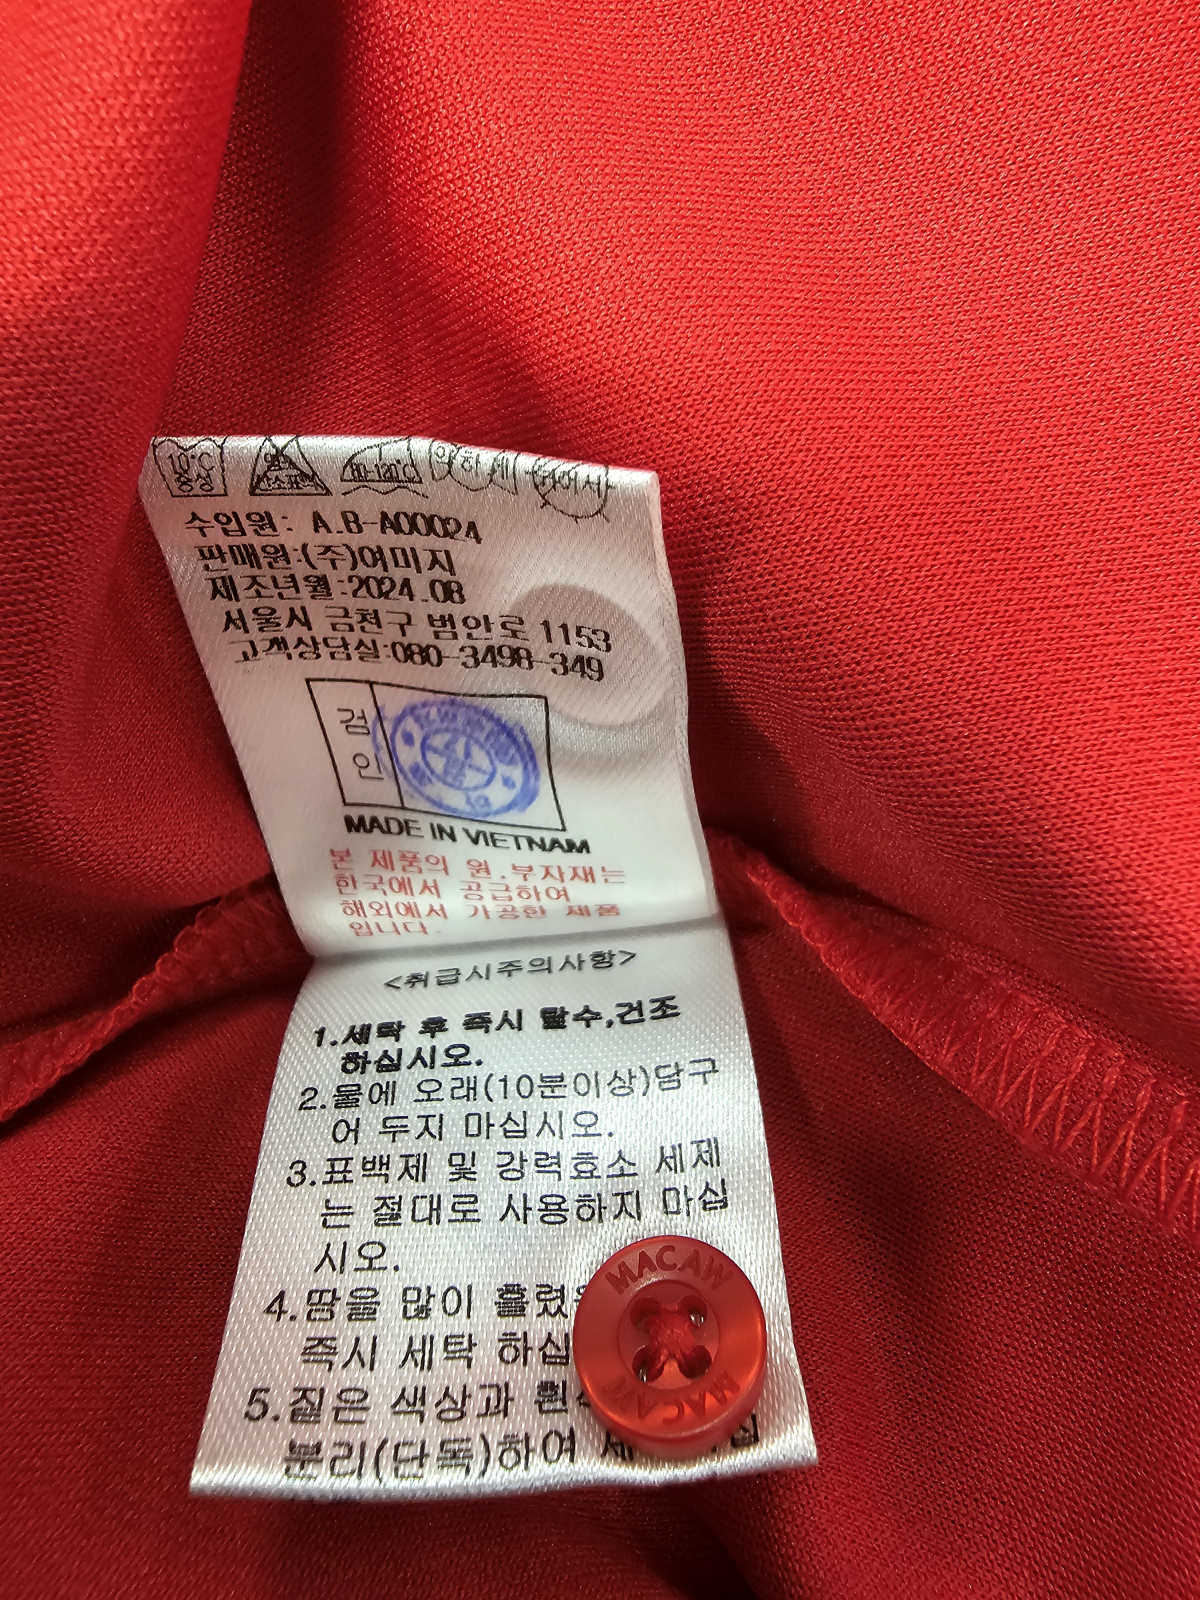 중성
80-120℃
수입원: A.B-A00024
판매원:(주)여미지
제조년월:2024.08
서울시 금천구 범안로 1153
고객상담실:080-3498-349
검
인
MADE IN VIETNAM
본 제품의 원.부자재는
한국에서 공급하여
해외에서 가공한 제품
입니다.
<취급시주의사항>
1.세탁 후 즉시 탈수,건조
하십시오.
2.물에 오래(10분이상)담구
어 두지 마십시오.
3.표백제 및 강력효소 세제
는 절대로 사용하지 마십
시오.
4.땀을 많이 흘렸
즉시 세탁 하십
5.짙은 색상과 흰
분리(단독)하여 세 십
MACAW
MACAW